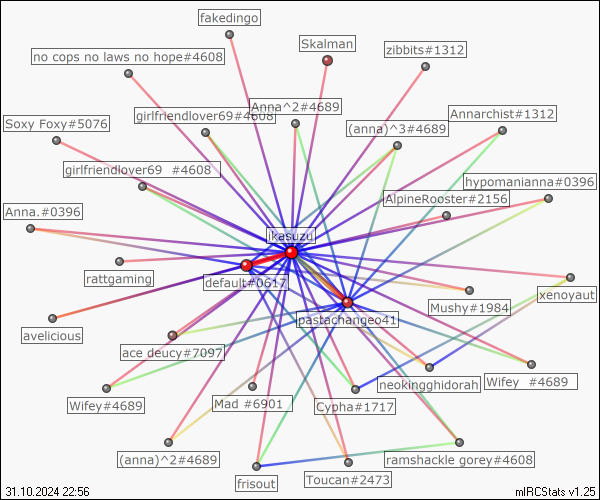 fakedingo
Skalman
zibbits#1312
no cops no laws no hope#4608
Anna^2#4689
girlfriendlover69#4608
Annarchist#1312
Soxy Foxy#5076
(anna)^3#4689
girlfriendlover69 #4608
hypomanianna#0396
AlpineRooster#2156
Anna.#0396
ikasuzu
rattgaming
default#0617
xenoyaut
Mushy#1984
pastachangeo41
avelicious
ace deucy#7097
neokingghidorah
Wifey #4689
Wifey#4689
Mad #6901
Cypha#1717
(anna)^2#4689
ramshackle gorey#4608
Toucan#2473
frisout
31.10.2024 22:56
mIRCStats v1.25